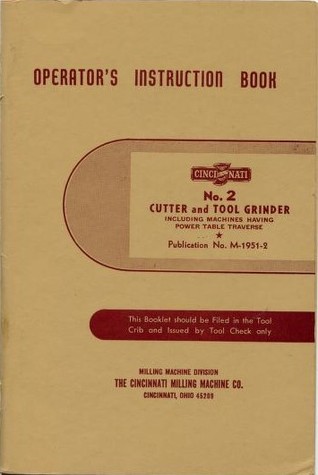 OPERATOR'S INSTRUCTION BOOK
CINCINNATI
No. 2
CUTTER and TOOL GRINDER
INCLUDING MACHINES HAVING
POWER TABLE TRAVERSE
★
Publication No. M-1951-2
This Booklet should be Filed in the Tool
Crib and Issued by Tool Check only
MILLING MACHINE DIVISION
THE CINCINNATI MILLING MACHINE CO.
CINCINNATI, OHIO 45209